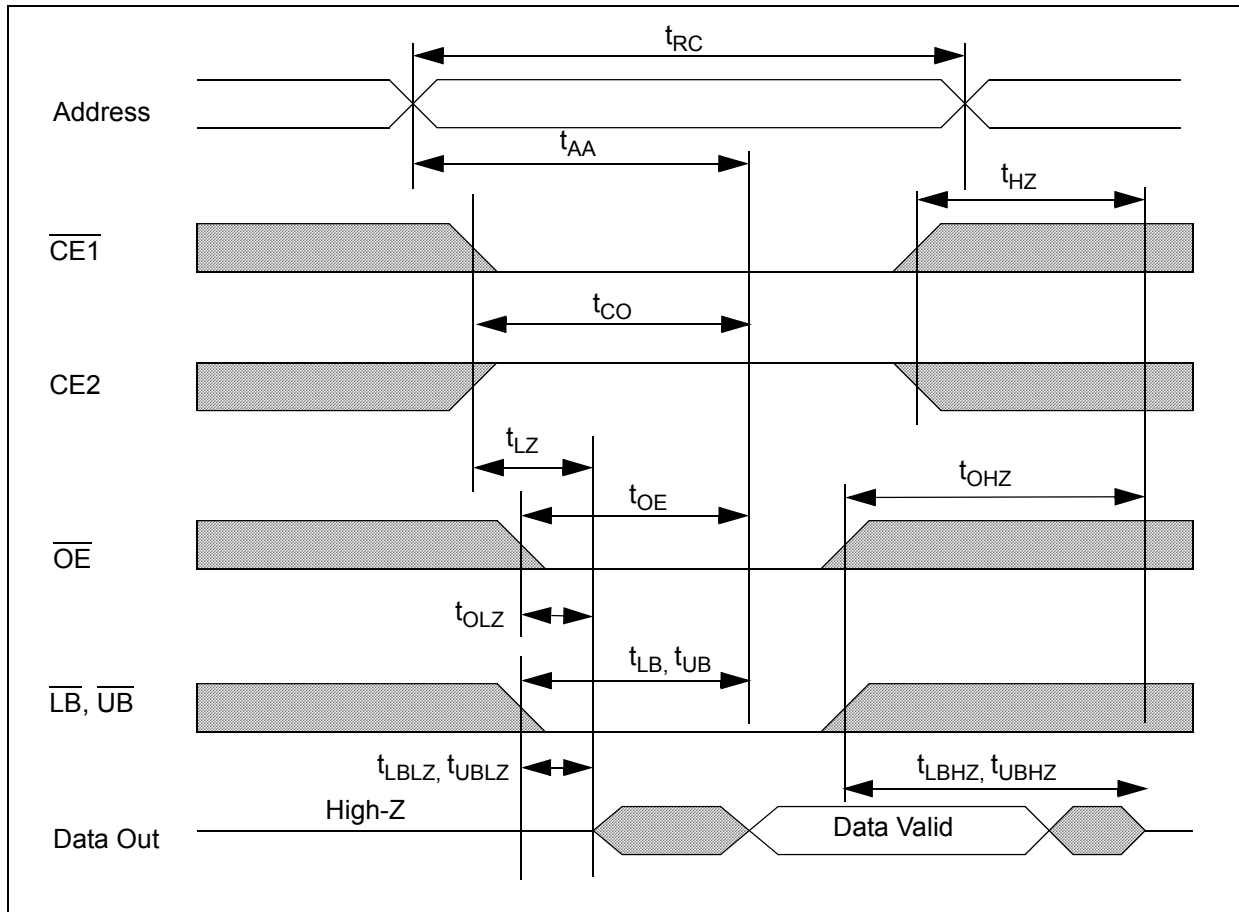 tRC
Address
tAA
tHZ
CE1
tCO
CE2
tLZ
tOHZ
tOE
OE
tOLZ
tLB, tUB
LB, UB
tLBLZ, tUBLZ
tLBHZ, tUBHZ
High-Z
Data Valid
Data Out